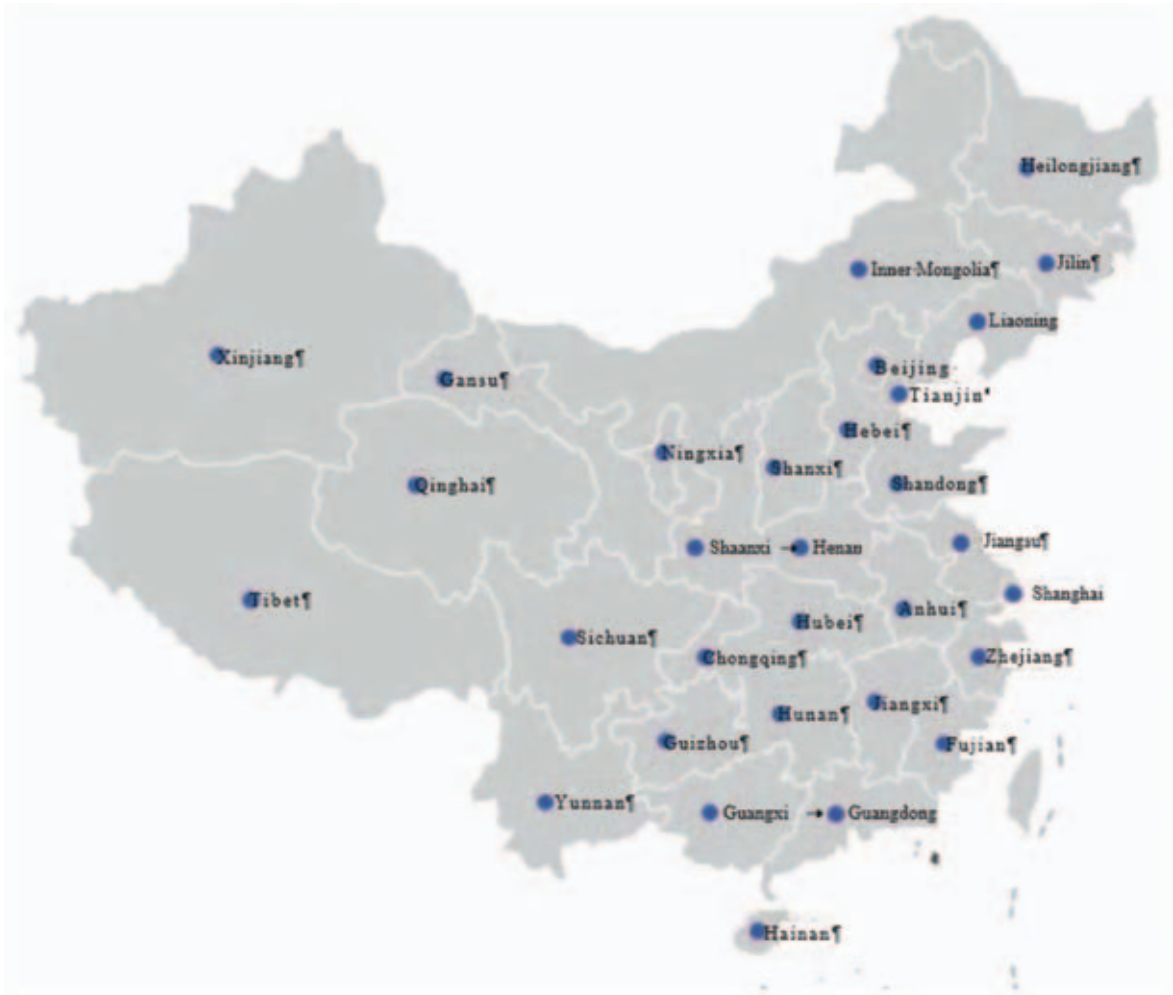 Heilongjiang¶
Inner·Mongolia¶
Jilin¶
Liaoning
Xinjiang¶
Beijing·
Gansu¶
Tianjin
Hebei¶
Ningxia¶
Shanxi¶
Qinghai¶
Shandong¶
Shaanxi → Henan
Jiangsu¶
Shanghai
Tibet¶
Anhui¶
Hubei¶
Sichuan¶
Chongqing¶
Zhejiang¶
Jiangxi¶
Hunan¶
Guizhou¶
Fujian¶
Yunnan¶
Guangxi → Guangdong
Hainan¶